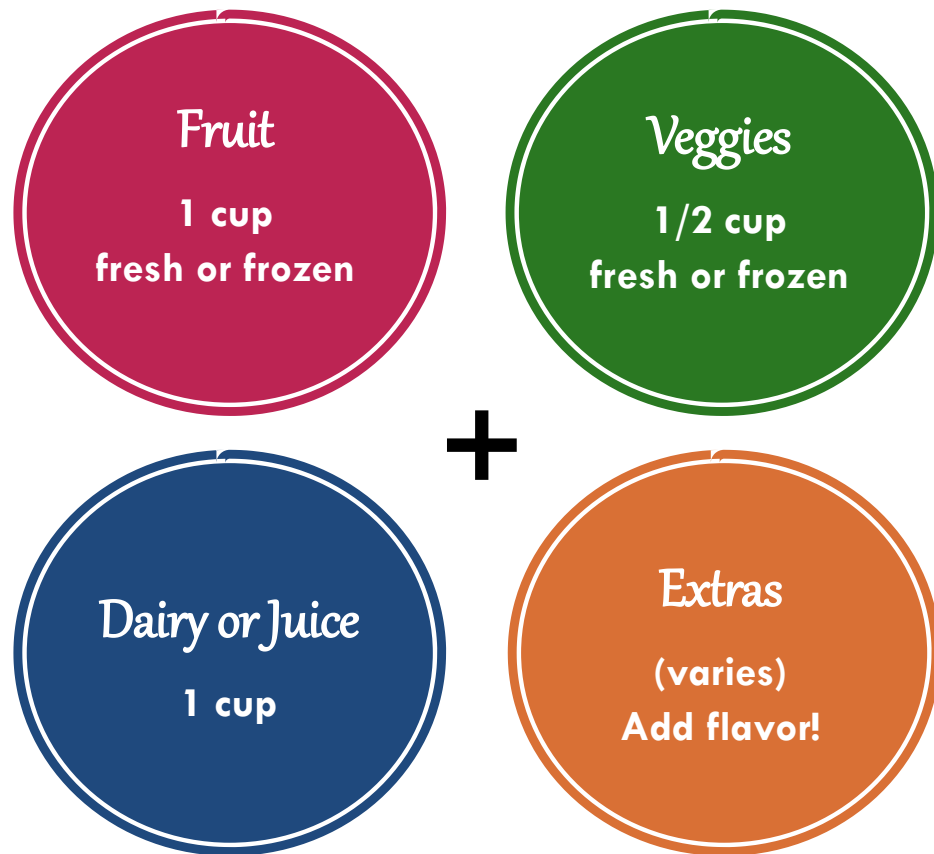 Fruit
1 cup
fresh or frozen
Veggies
1/2 cup
fresh or frozen
+
Dairy or Juice
1 cup
Extras
(varies)
Add flavor!